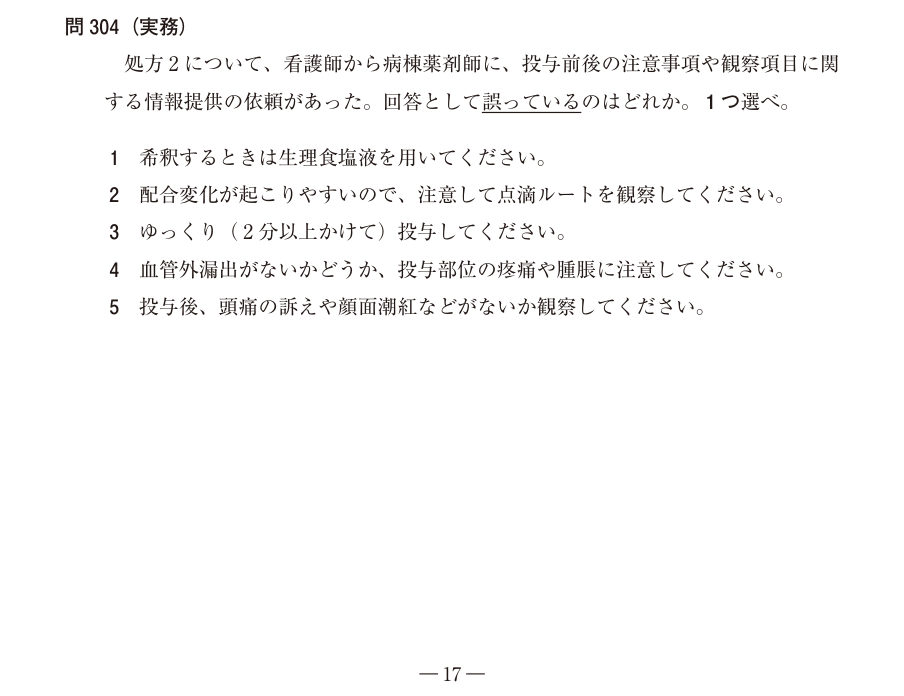 問 304（実務）
処方２について、看護師から病棟薬剤師に、投与前後の注意事項や観察項目に関
する情報提供の依頼があった。回答として誤っているのはどれか。１つ選べ。
1 希釈するときは生理食塩液を用いてください。
2 配合変化が起こりやすいので、注意して点滴ルートを観察してください。
3 ゆっくり（２分以上かけて）投与してください。
4 血管外漏出がないかどうか、投与部位の疼痛や腫脹に注意してください。
5 投与後、頭痛の訴えや顔面潮紅などがないか観察してください。
― 17 ―